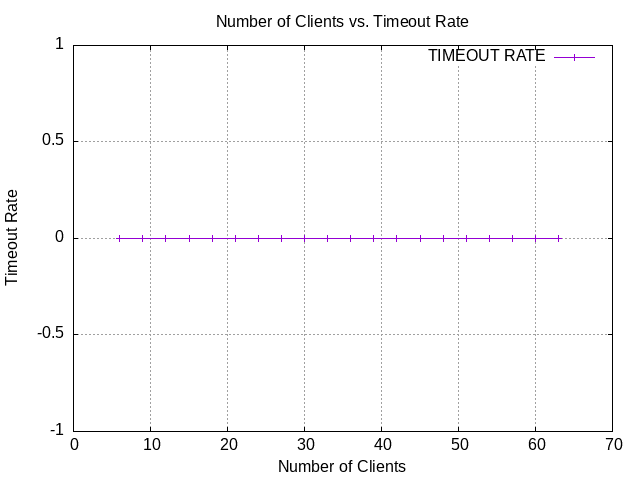 Number of Clients vs. Timeout Rate
TIMEOUT RATE
1
0.5
0
-0.5
-1
Timeout Rate
0 10 20 30 40 50 60 70
Number of Clients